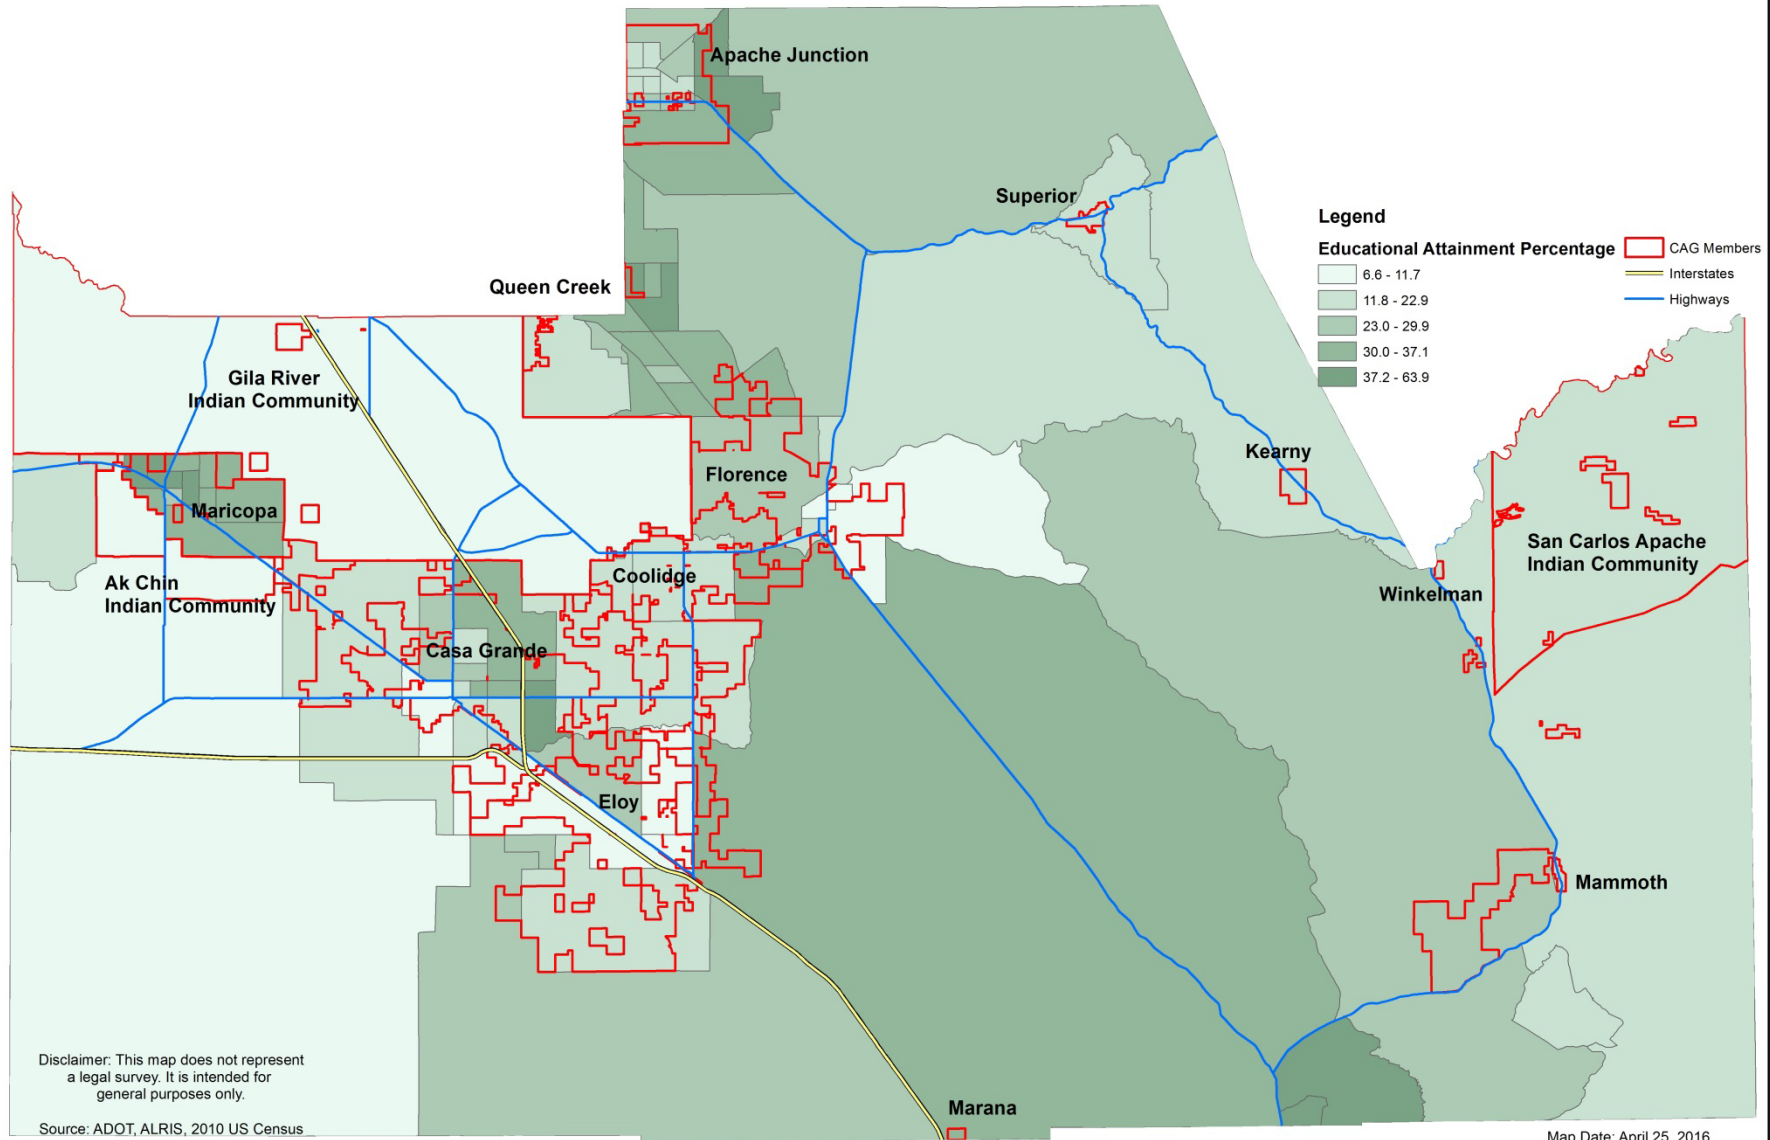 Apache Junction
Superior
Legend
Educational Attainment Percentage
6.6 - 11.7
11.8 - 22.9
23.0 - 29.9
30.0 - 37.1
37.2 - 63.9
CAG Members
Interstates
Highways
Queen Creek
Gila River
Indian Community
Kearny
Florence
Maricopa
San Carlos Apache
Indian Community
Ak Chin
Indian Community
Coolidge
Winkelman
Casa Grande
Eloy
Mammoth
Disclaimer: This map does not represent
a legal survey. It is intended for
general purposes only.
Source: ADOT, ALRIS, 2010 US Census
Marana
Map Date: April 25, 2016